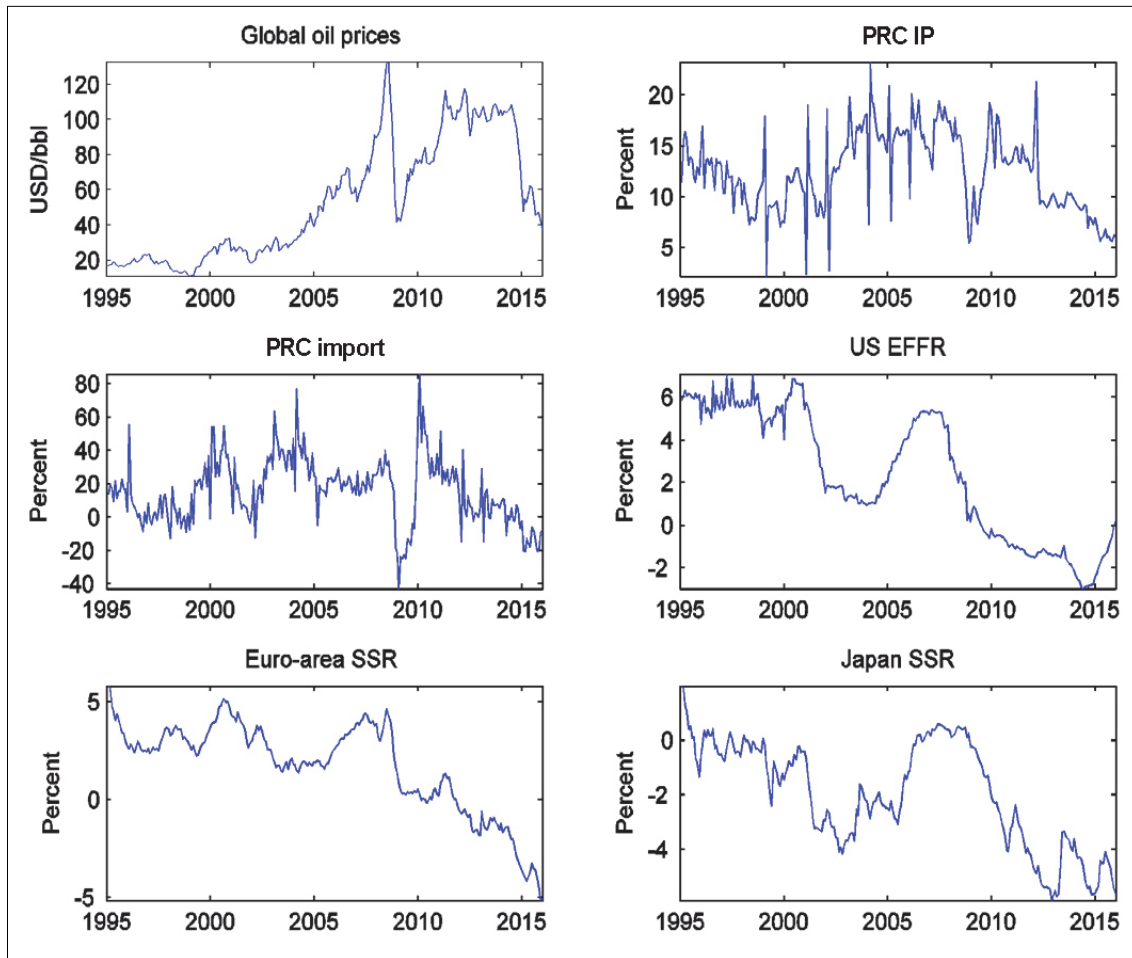 Global oil prices
USD/bbl
120
100
80
60
40
20
1995 2000 2005 2010 2015
PRC IP
Percent
20
15
10
5
1995 2000 2005 2010 2015
PRC import
Percent
80
60
40
20
0
-20
-40
1995 2000 2005 2010 2015
US EFFR
Percent
6
4
2
0
-2
1995 2000 2005 2010 2015
Euro-area SSR
Percent
5
0
-5
1995 2000 2005 2010 2015
Japan SSR
Percent
0
-2
-4
1995 2000 2005 2010 2015